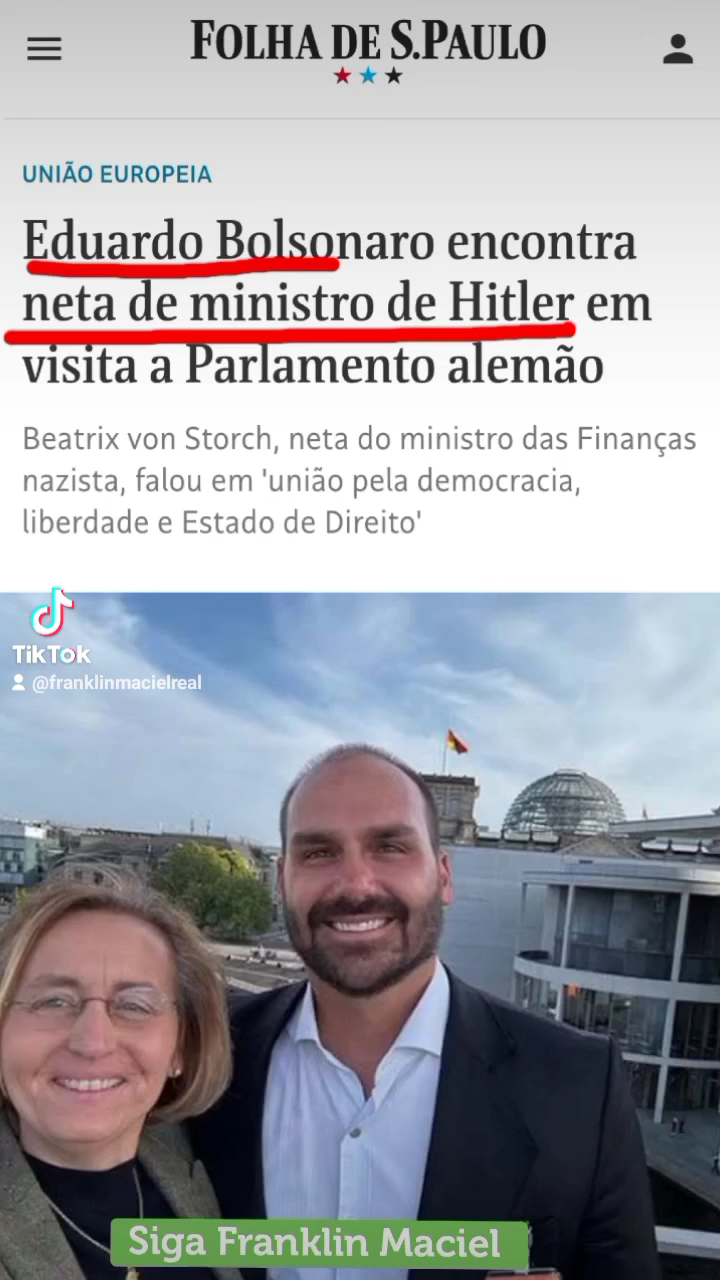 FOLHA DE S.PAULO
UNIÃO EUROPEIA
Eduardo Bolsonaro encontra
neta de ministro de Hitler em
visita a Parlamento alemão
Beatrix von Storch, neta do ministro das Finanças
nazista, falou em 'união pela democracia,
liberdade e Estado de Direito'
TikTok
@franklinmacielreal
Siga Franklin Maciel